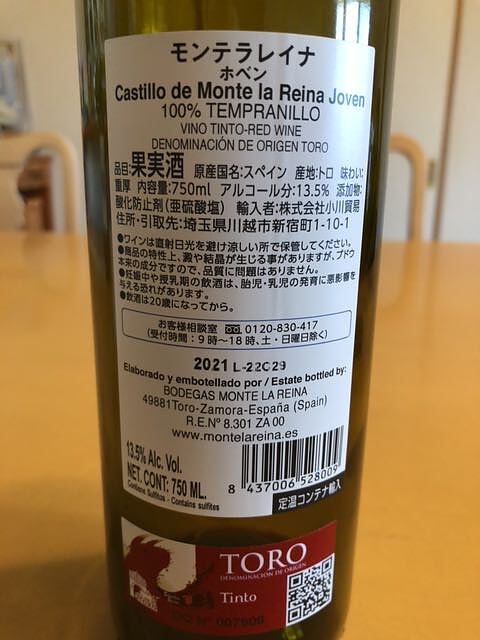 モンテラレイナ
ホベン
Castillo de Monte la Reina Joven
100% TEMPRANILLO
VINO TINTO-RED WINE
DENOMINACIÓN DE ORIGEN TORO
品目:果実酒 原産国名:スペイン 産地:トロ 味わい:
重厚 内容量:750ml アルコール分:13.5% 添加物:
酸化防止剤(亜硫酸塩) 輸入者:株式会社小川貿易
住所・引取先:埼玉県川越市新宿町1-10-1
●ワインは直射日光を避け涼しい所で保管してください。
●商品の特性上、澱や結晶が生じる事がありますが、ブドウ
本来の成分ですので、品質に問題はありません。
●妊娠中や授乳期の飲酒は、胎児・乳児の発育に悪影響を
与える恐れがあります。
●飲酒は20歳になってから。
お客様相談室 0120-830-417
(受付時間:9時~18時、土・日曜日除く)
2021 L-22C29
Elaborado y embotellado por / Estate bottled by:
BODEGAS MONTE LA REINA
49881Toro-Zamora-España (Spain)
R.E.Nº 8.301 ZA 00
www.montelareina.es
13.5% Alc. Vol.
NET. CONT: 750 ML.
Contiene Sulfitos - Contains sulfites
8 437006 528009
定温コンテナ輸入
TORO
DENOMINACIÓN DE ORIGEN
Tinto